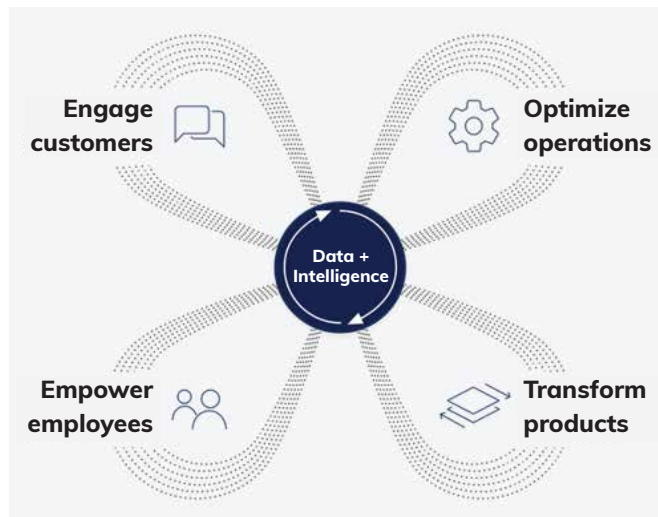 Engage
customers
Optimize
operations
Data +
Intelligence
Empower
employees
Transform
products